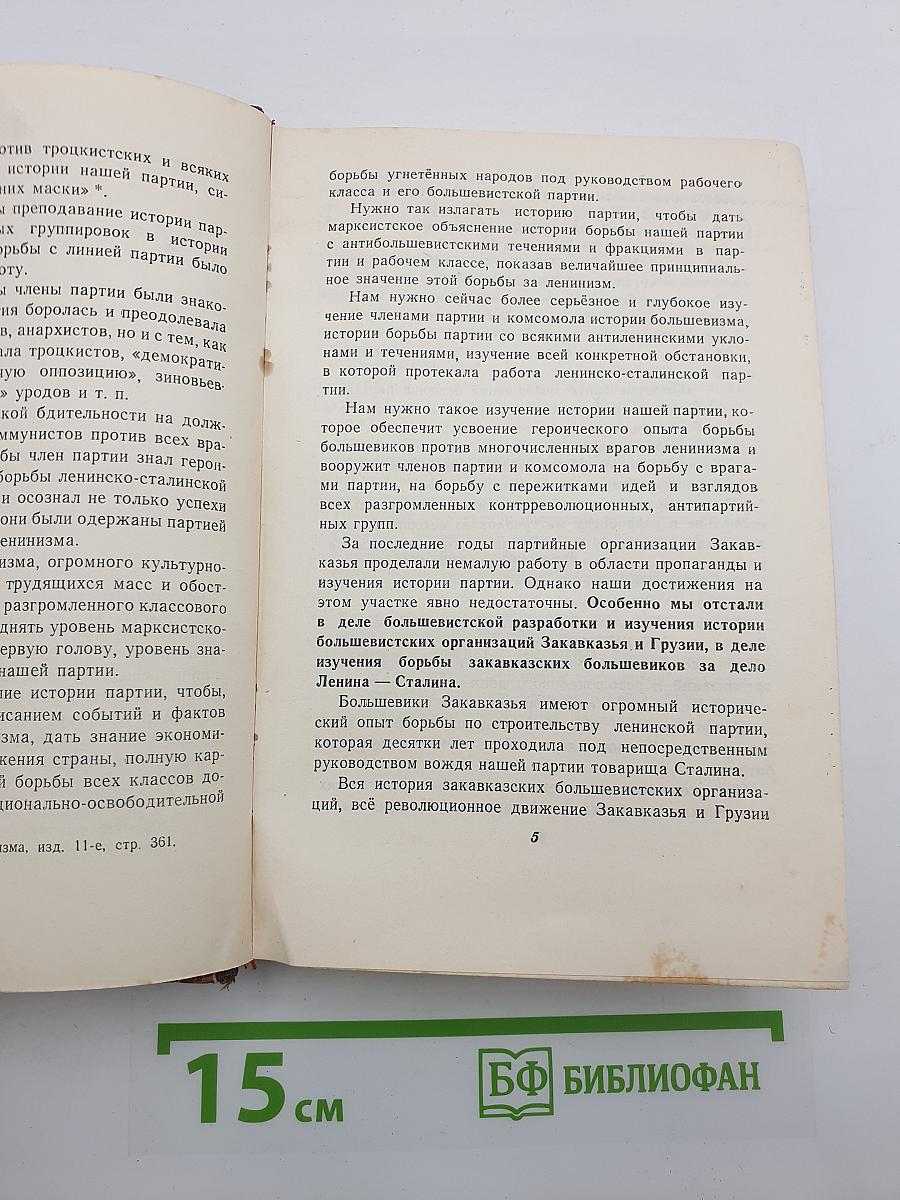 отив троцкистских и всяких
истории нашей партии, си-
них маски» *.
ы преподавание истории пар-
ых группировок в истории
орьбы с линией партии было
оту.
ы члены партии были знако-
ия боролась и преодолевала
в, анархистов, но и с тем, как
ала троцкистов, «демократи-
чую оппозицию», зиновьев-
» уродов и т. п.
кой бдительности на долж-
ммунистов против всех вра-
бы член партии знал герои-
борьбы ленинско-сталинской
и осознал не только успехи
они были одержаны партией
енинизма.
изма, огромного культурно-
трудящихся масс и обост-
разгромленного классового
днять уровень марксистско-
ервую голову, уровень зна-
нашей партии.
ние истории партии, чтобы,
исанием событий и фактов
изма, дать знание экономи-
жения страны, полную кар-
й борьбы всех классов до-
ционально-освободительной
изма, изд. 11-е, стр. 361.
борьбы угнетённых народов под руководством рабочего
класса и его большевистской партии.
Нужно так излагать историю партии, чтобы дать
марксистское объяснение истории борьбы нашей партии
с антибольшевистскими течениями и фракциями в пар-
тии и рабочем классе, показав величайшее принципиаль-
ное значение этой борьбы за ленинизм.
Нам нужно сейчас более серьёзное и глубокое изу-
чение членами партии и комсомола истории большевизма,
истории борьбы партии со всякими антиленинскими укло-
нами и течениями, изучение всей конкретной обстановки,
в которой протекала работа ленинско-сталинской пар-
тии.
Нам нужно такое изучение истории нашей партии, ко-
торое обеспечит усвоение героического опыта борьбы
большевиков против многочисленных врагов ленинизма и
вооружит членов партии и комсомола на борьбу с врага-
ми партии, на борьбу с пережитками идей и взглядов
всех разгромленных контрреволюционных, антипартий-
ных групп.
За последние годы партийные организации Закав-
казья проделали немалую работу в области пропаганды и
изучения истории партии. Однако наши достижения на
этом участке явно недостаточны. Особенно мы отстали
в деле большевистской разработки и изучения истории
большевистских организаций Закавказья и Грузии, в деле
изучения борьбы закавказских большевиков за дело
Ленина — Сталина.
Большевики Закавказья имеют огромный историче-
ский опыт борьбы по строительству ленинской партии,
которая десятки лет проходила под непосредственным
руководством вождя нашей партии товарища Сталина.
Вся история закавказских большевистских организа-
ций, всё революционное движение Закавказья и Грузии
5
15 см
БФ БИБЛИОФАН